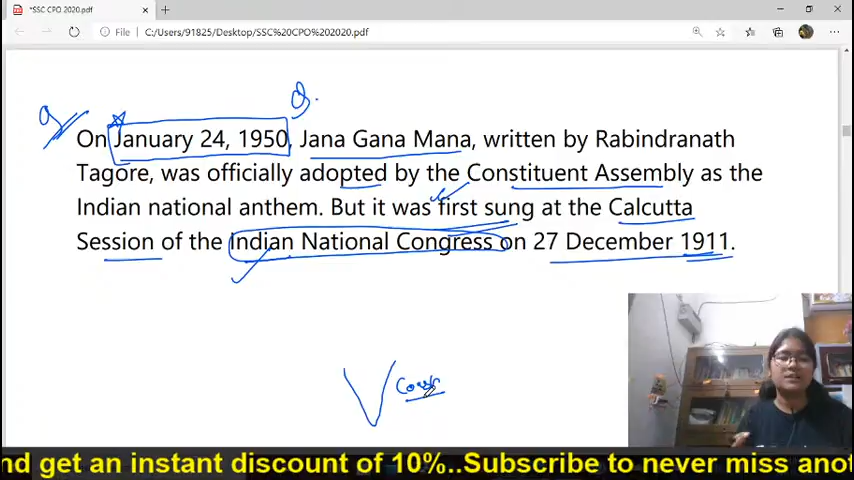 *SSC CPO 2020.pdf
File | C:/Users/91825/Desktop/SSC%20CPO%202020.pdf
Q. On January 24, 1950, Jana Gana Mana, written by Rabindranath
Tagore, was officially adopted by the Constituent Assembly as the
Indian national anthem. But it was first sung at the Calcutta
Session of the Indian National Congress on 27 December 1911.
nd get an instant discount of 10%..Subscribe to never miss ano